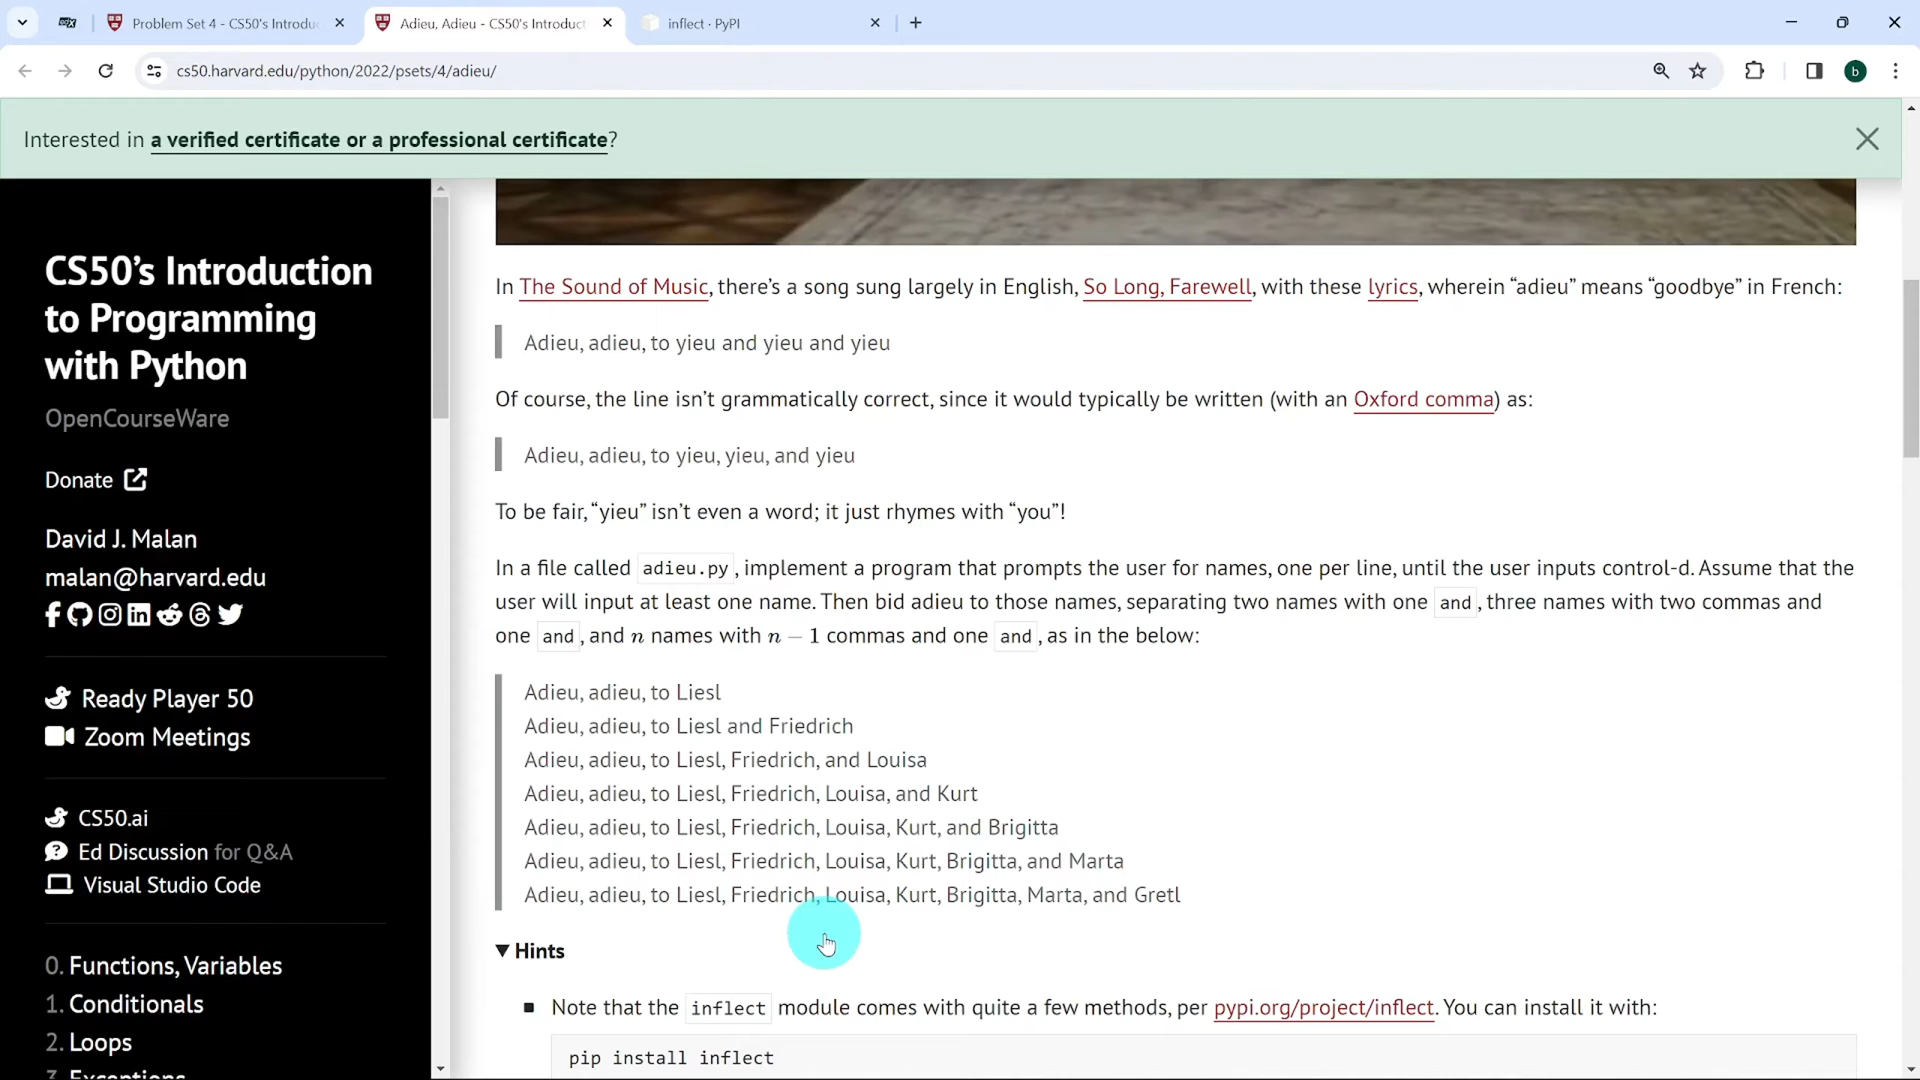 Problem Set 4 - CS50's Introduc
Adieu, Adieu - CS50's Introduct
inflect · PyPI
cs50.harvard.edu/python/2022/psets/4/adieu/
b
Interested in a verified certificate or a professional certificate?
CS50’s Introduction
to Programming
with Python
OpenCourseWare
Donate
David J. Malan
malan@harvard.edu
Ready Player 50
Zoom Meetings
CS50.ai
Ed Discussion for Q&A
Visual Studio Code
0. Functions, Variables
1. Conditionals
2. Loops
3. Exceptions
In The Sound of Music, there’s a song sung largely in English, So Long, Farewell, with these lyrics, wherein “adieu” means “goodbye” in French:
Adieu, adieu, to yieu and yieu and yieu
Of course, the line isn’t grammatically correct, since it would typically be written (with an Oxford comma) as:
Adieu, adieu, to yieu, yieu, and yieu
To be fair, “yieu” isn’t even a word; it just rhymes with “you”!
In a file called adieu.py, implement a program that prompts the user for names, one per line, until the user inputs control-d. Assume that the
user will input at least one name. Then bid adieu to those names, separating two names with one and, three names with two commas and
one and, and n names with n − 1 commas and one and, as in the below:
Adieu, adieu, to Liesl
Adieu, adieu, to Liesl and Friedrich
Adieu, adieu, to Liesl, Friedrich, and Louisa
Adieu, adieu, to Liesl, Friedrich, Louisa, and Kurt
Adieu, adieu, to Liesl, Friedrich, Louisa, Kurt, and Brigitta
Adieu, adieu, to Liesl, Friedrich, Louisa, Kurt, Brigitta, and Marta
Adieu, adieu, to Liesl, Friedrich, Louisa, Kurt, Brigitta, Marta, and Gretl
Hints
Note that the inflect module comes with quite a few methods, per pypi.org/project/inflect. You can install it with:
pip install inflect